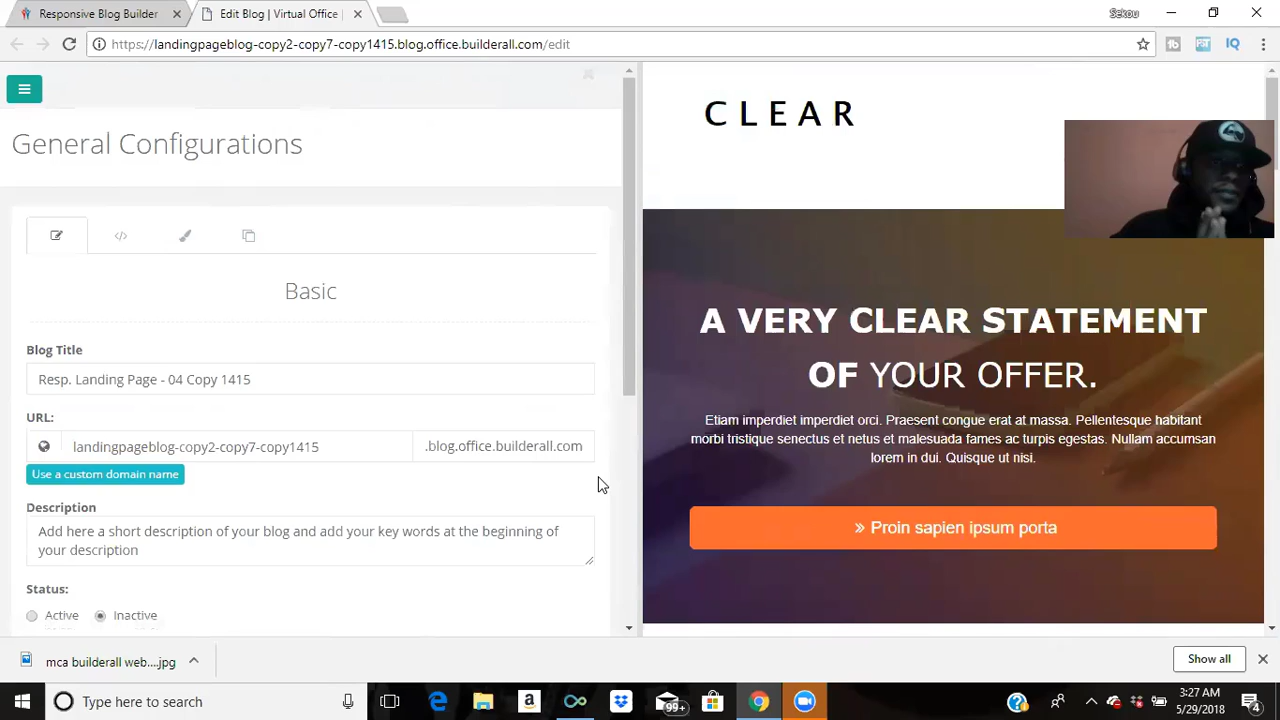 Responsive Blog Builder
Edit Blog | Virtual Office
Sekou
https://landingpageblog-copy2-copy7-copy1415.blog.office.builderall.com/edit
General Configurations
Basic
Blog Title
Resp. Landing Page - 04 Copy 1415
URL:
landingpageblog-copy2-copy7-copy1415
.blog.office.builderall.com
Use a custom domain name
Description
Add here a short description of your blog and add your key words at the beginning of
your description
Status:
Active
Inactive
CLEAR
A VERY CLEAR STATEMENT
OF YOUR OFFER.
Etiam imperdiet imperdiet orci. Praesent congue erat at massa. Pellentesque habitant
morbi tristique senectus et netus et malesuada fames ac turpis egestas. Nullam accumsan
lorem in dui. Quisque ut nisi.
» Proin sapien ipsum porta
mca builderall web....jpg
Show all
Type here to search
99+
3:27 AM
5/29/2018
4